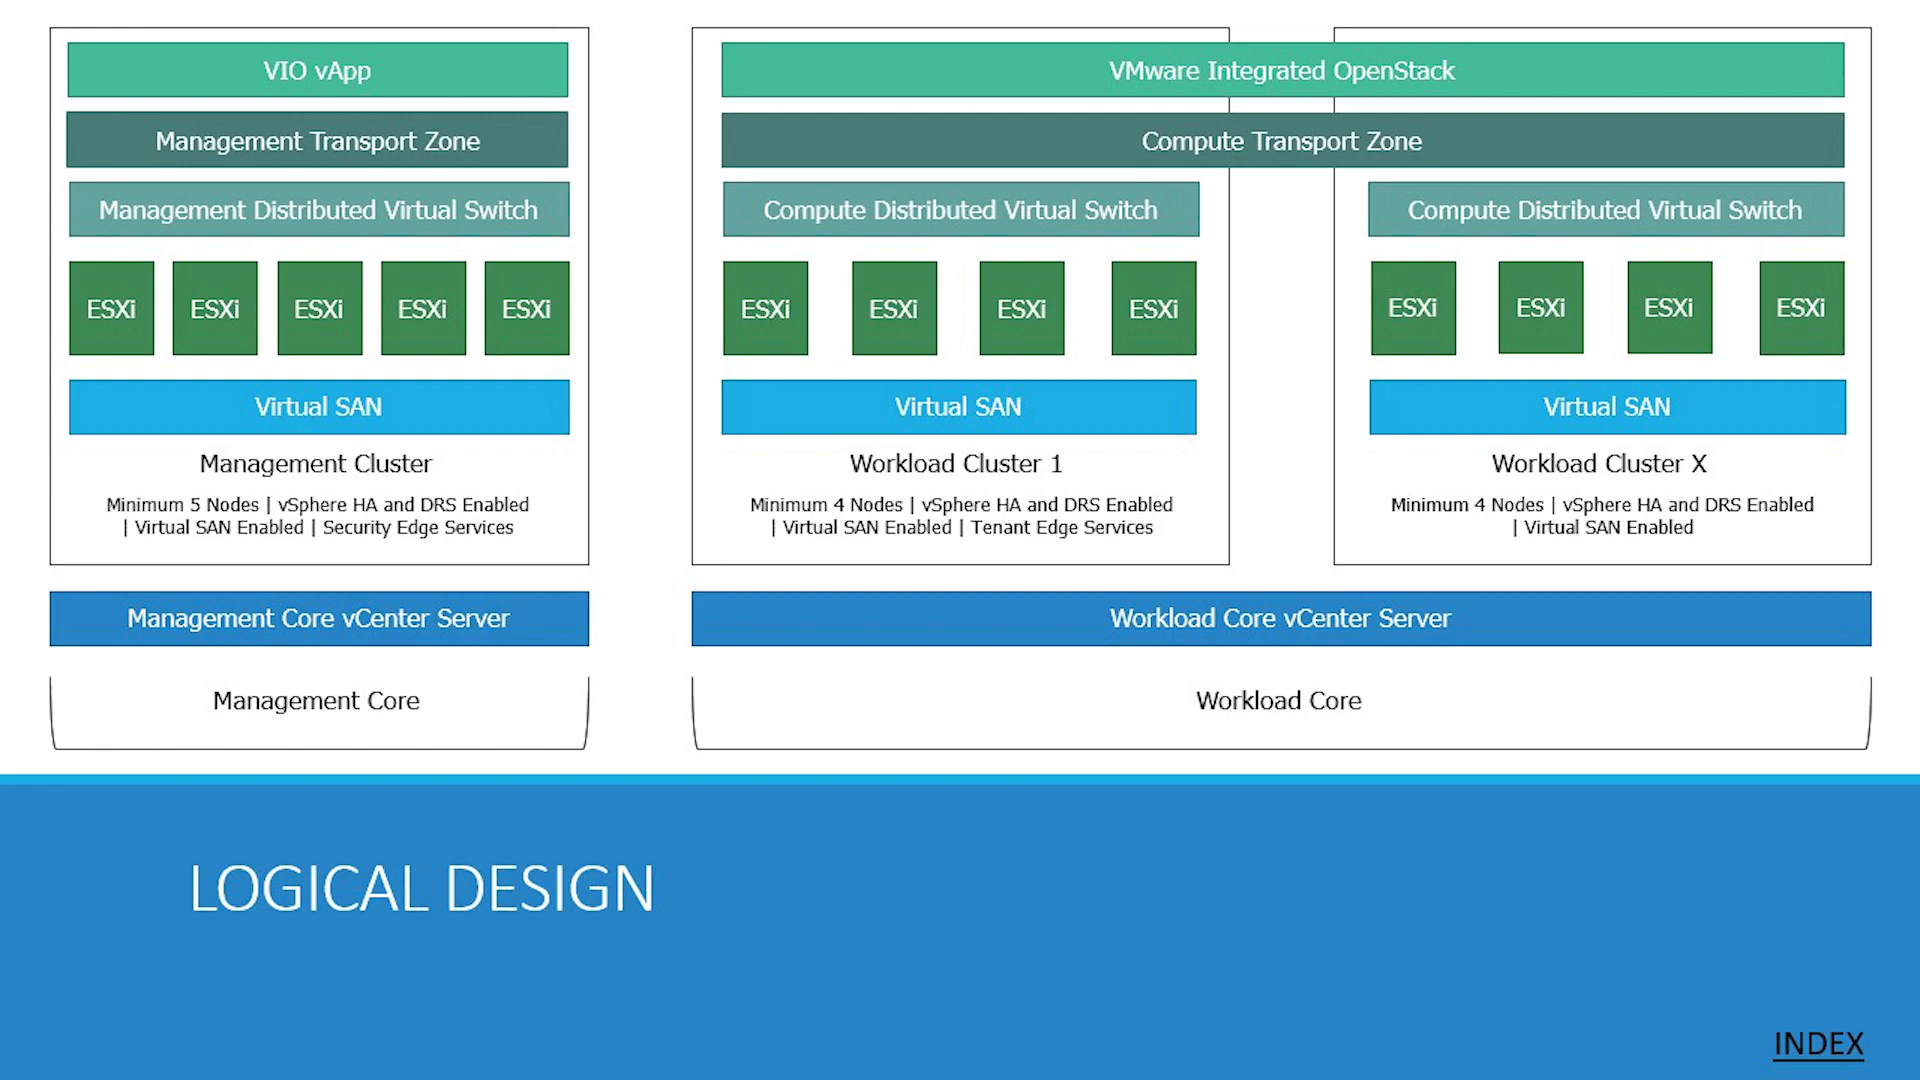 VIO vApp
Management Transport Zone
Management Distributed Virtual Switch
ESXi ESXi ESXi ESXi ESXi
Virtual SAN
Management Cluster
Minimum 5 Nodes | vSphere HA and DRS Enabled
| Virtual SAN Enabled | Security Edge Services
VMware Integrated OpenStack
Compute Transport Zone
Compute Distributed Virtual Switch
ESXi ESXi ESXi ESXi
Virtual SAN
Workload Cluster 1
Minimum 4 Nodes | vSphere HA and DRS Enabled
| Virtual SAN Enabled | Tenant Edge Services
Compute Distributed Virtual Switch
ESXi ESXi ESXi ESXi
Virtual SAN
Workload Cluster X
Minimum 4 Nodes | vSphere HA and DRS Enabled
| Virtual SAN Enabled
Management Core vCenter Server
Workload Core vCenter Server
Management Core
Workload Core
LOGICAL DESIGN
INDEX